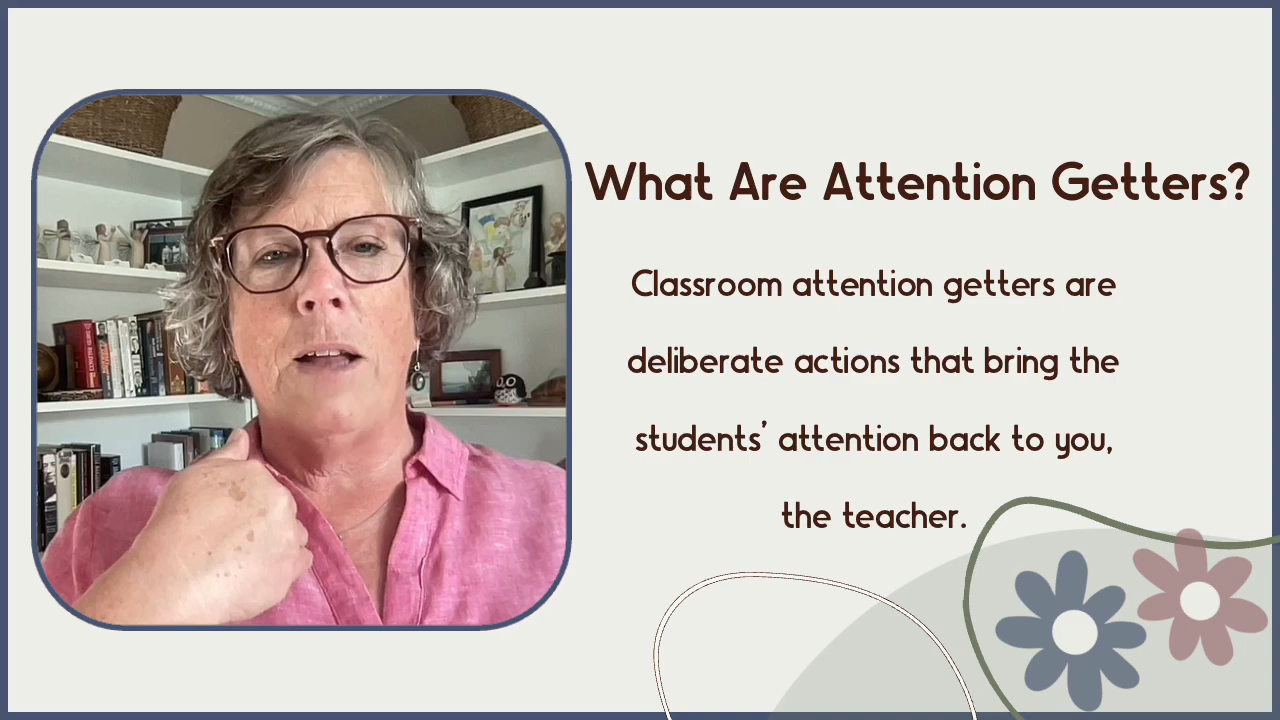 What Are Attention Getters?
Classroom attention getters are
deliberate actions that bring the
students’ attention back to you,
the teacher.